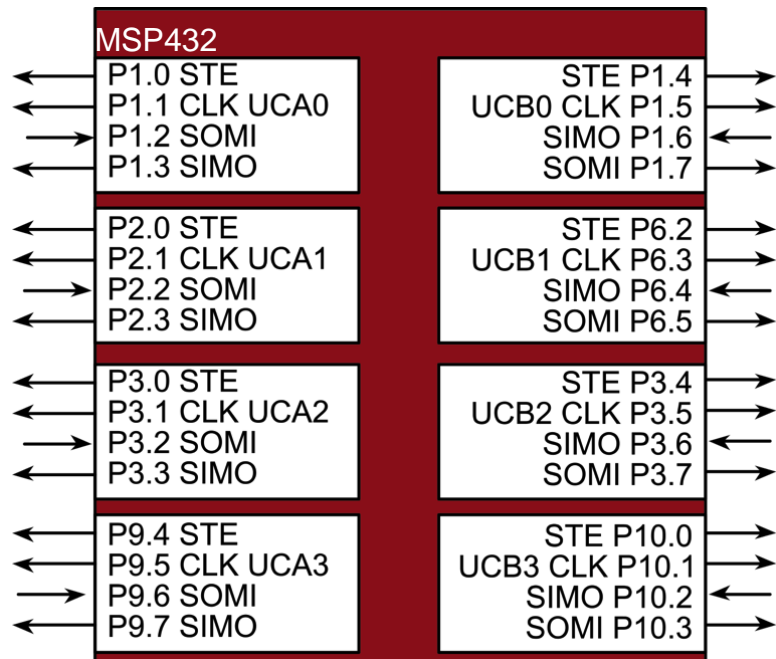 MSP432
P1.0 STE
P1.1 CLK UCA0
P1.2 SOMI
P1.3 SIMO
STE P1.4
UCB0 CLK P1.5
SIMO P1.6
SOMI P1.7
P2.0 STE
P2.1 CLK UCA1
P2.2 SOMI
P2.3 SIMO
STE P6.2
UCB1 CLK P6.3
SIMO P6.4
SOMI P6.5
P3.0 STE
P3.1 CLK UCA2
P3.2 SOMI
P3.3 SIMO
STE P3.4
UCB2 CLK P3.5
SIMO P3.6
SOMI P3.7
P9.4 STE
P9.5 CLK UCA3
P9.6 SOMI
P9.7 SIMO
STE P10.0
UCB3 CLK P10.1
SIMO P10.2
SOMI P10.3